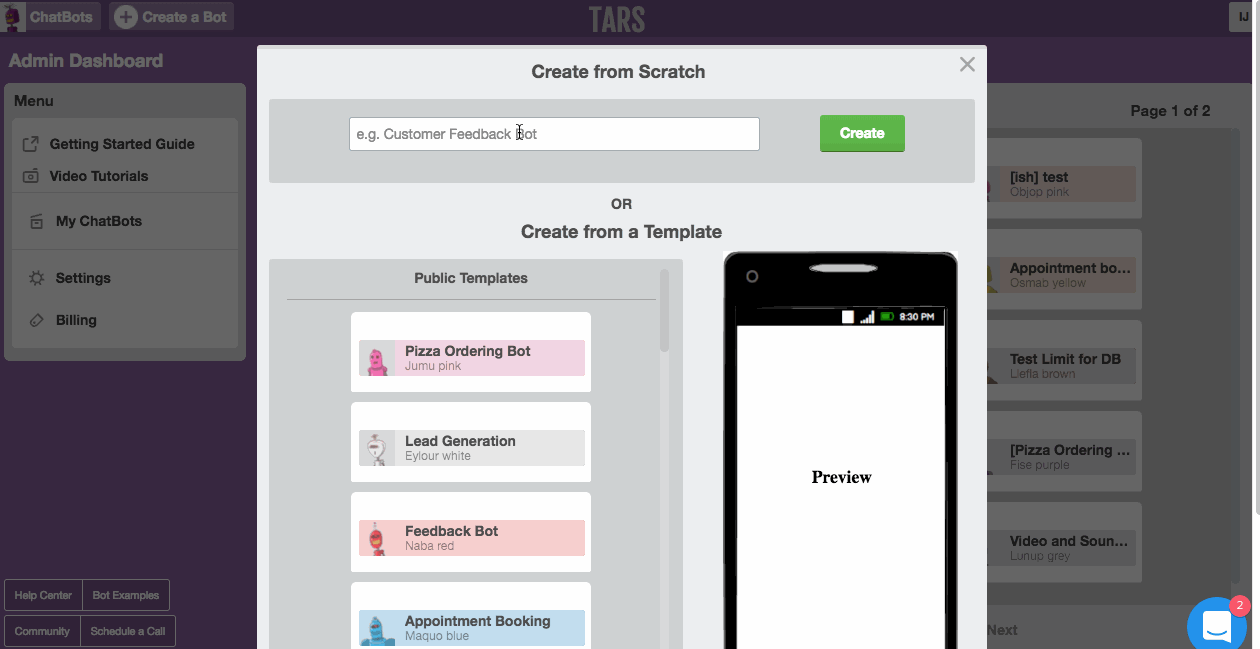 ChatBots
Create a Bot
TARS
IJ
Admin Dashboard
Menu
Getting Started Guide
Video Tutorials
My ChatBots
Settings
Billing
Help Center
Bot Examples
Community
Schedule a Call
Create from Scratch
e.g. Customer Feedback Bot
Create
OR
Create from a Template
Public Templates
Pizza Ordering Bot
Jumu pink
Lead Generation
Eylour white
Feedback Bot
Naba red
Appointment Booking
Maquo blue
8:30 PM
Preview
Page 1 of 2
[ish] test
Objop pink
Appointment bo...
Osmab yellow
Test Limit for DB
Liefla brown
[Pizza Ordering ...
Fise purple
Video and Soun...
Lunup grey
Next
2